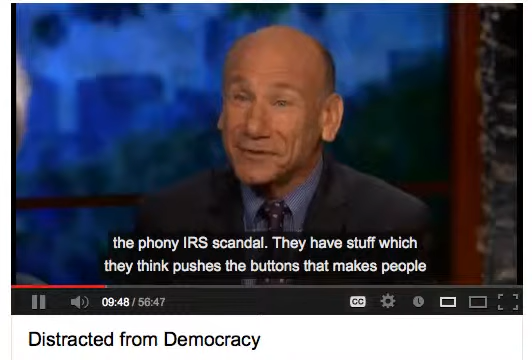 the phony IRS scandal. They have stuff which
they think pushes the buttons that makes people
09:48 / 56:47
CC
Distracted from Democracy